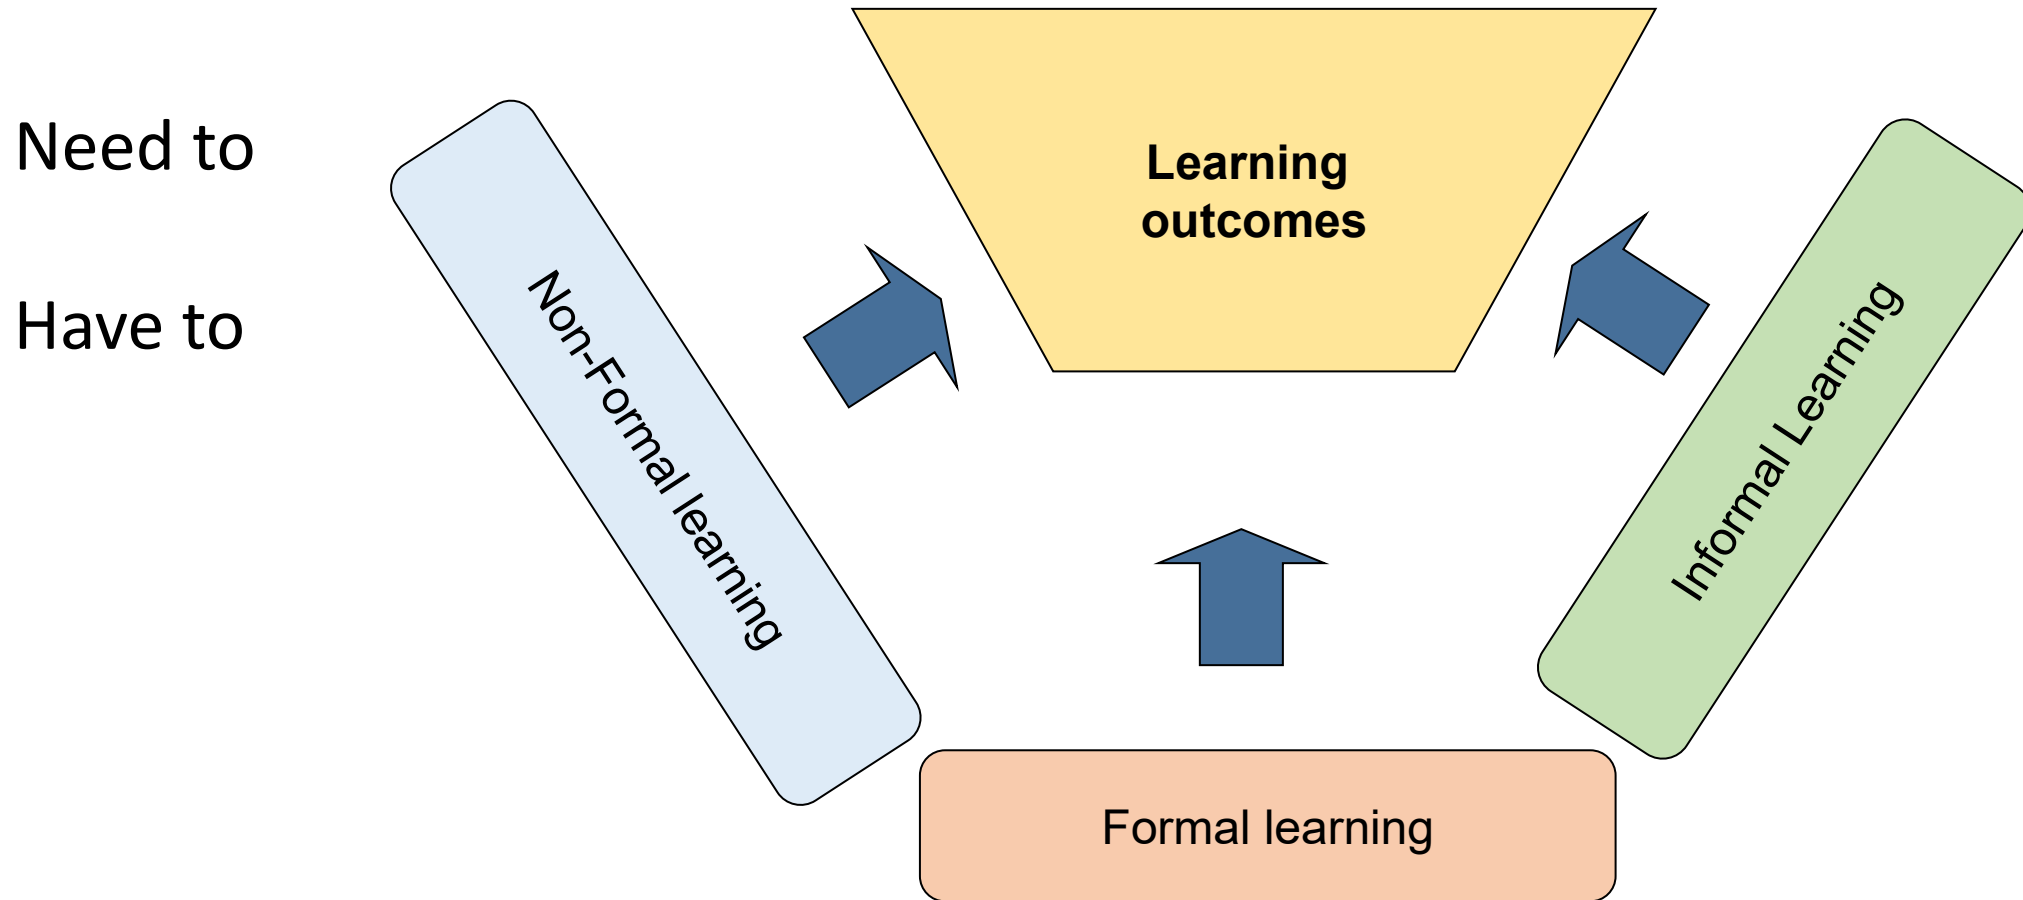 Need to
Have to
Learning
outcomes
Non-Formal learning
Informal Learning
Formal learning